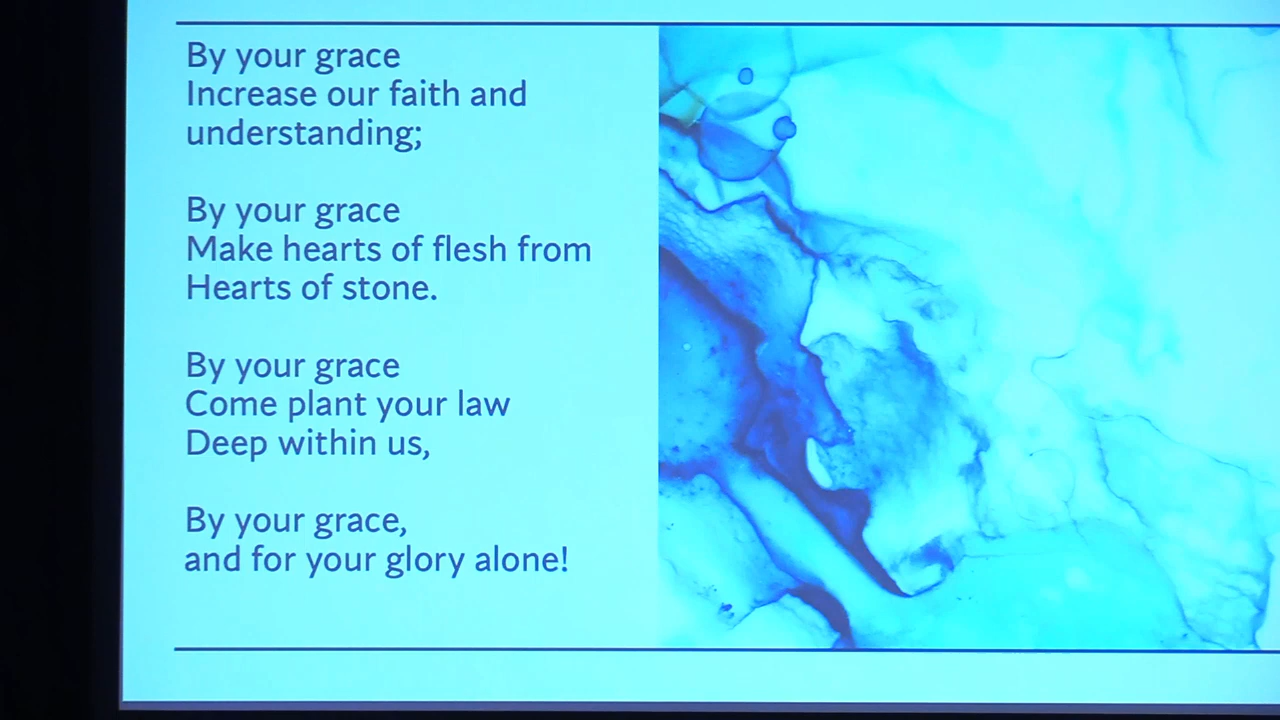 By your grace
Increase our faith and
understanding;
By your grace
Make hearts of flesh from
Hearts of stone.
By your grace
Come plant your law
Deep within us,
By your grace,
and for your glory alone!